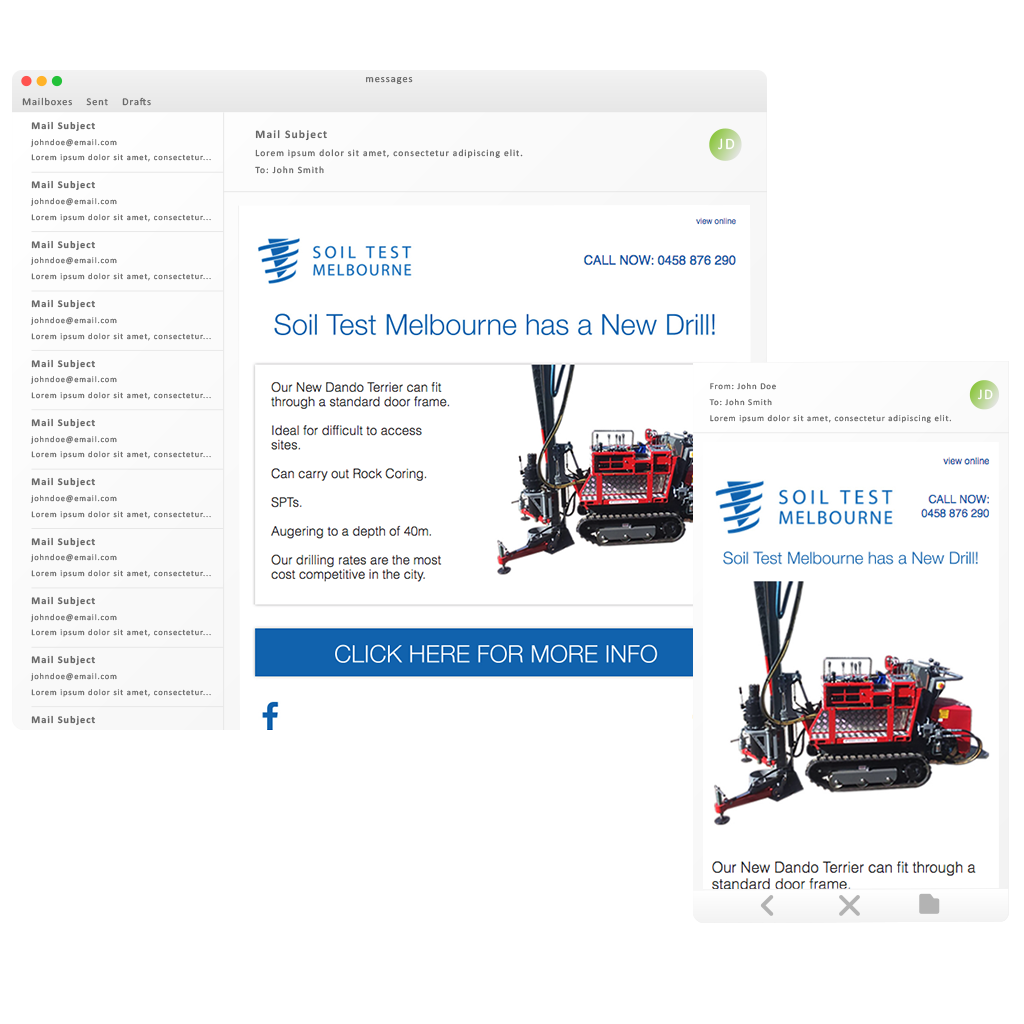 messages
Mailboxes Sent Drafts
Mail Subject
johndoe@email.com
Lorem ipsum dolor sit amet, consectetur...
Mail Subject
johndoe@email.com
Lorem ipsum dolor sit amet, consectetur...
Mail Subject
johndoe@email.com
Lorem ipsum dolor sit amet, consectetur...
Mail Subject
johndoe@email.com
Lorem ipsum dolor sit amet, consectetur...
Mail Subject
johndoe@email.com
Lorem ipsum dolor sit amet, consectetur...
Mail Subject
johndoe@email.com
Lorem ipsum dolor sit amet, consectetur...
Mail Subject
johndoe@email.com
Lorem ipsum dolor sit amet, consectetur...
Mail Subject
johndoe@email.com
Lorem ipsum dolor sit amet, consectetur...
Mail Subject
johndoe@email.com
Lorem ipsum dolor sit amet, consectetur...
Mail Subject
johndoe@email.com
Lorem ipsum dolor sit amet, consectetur...
Mail Subject
Mail Subject
Lorem ipsum dolor sit amet, consectetur adipiscing elit.
To: John Smith
JD
view online
SOIL TEST
MELBOURNE
CALL NOW: 0458 876 290
Soil Test Melbourne has a New Drill!
Our New Dando Terrier can fit
through a standard door frame.
Ideal for difficult to access
sites.
Can carry out Rock Coring.
SPTs.
Augering to a depth of 40m.
Our drilling rates are the most
cost competitive in the city.
CLICK HERE FOR MORE INFO
f
From: John Doe
To: John Smith
Lorem ipsum dolor sit amet, consectetur adipiscing elit.
JD
view online
SOIL TEST
MELBOURNE
CALL NOW:
0458 876 290
Soil Test Melbourne has a New Drill!
Our New Dando Terrier can fit through a
standard door frame.